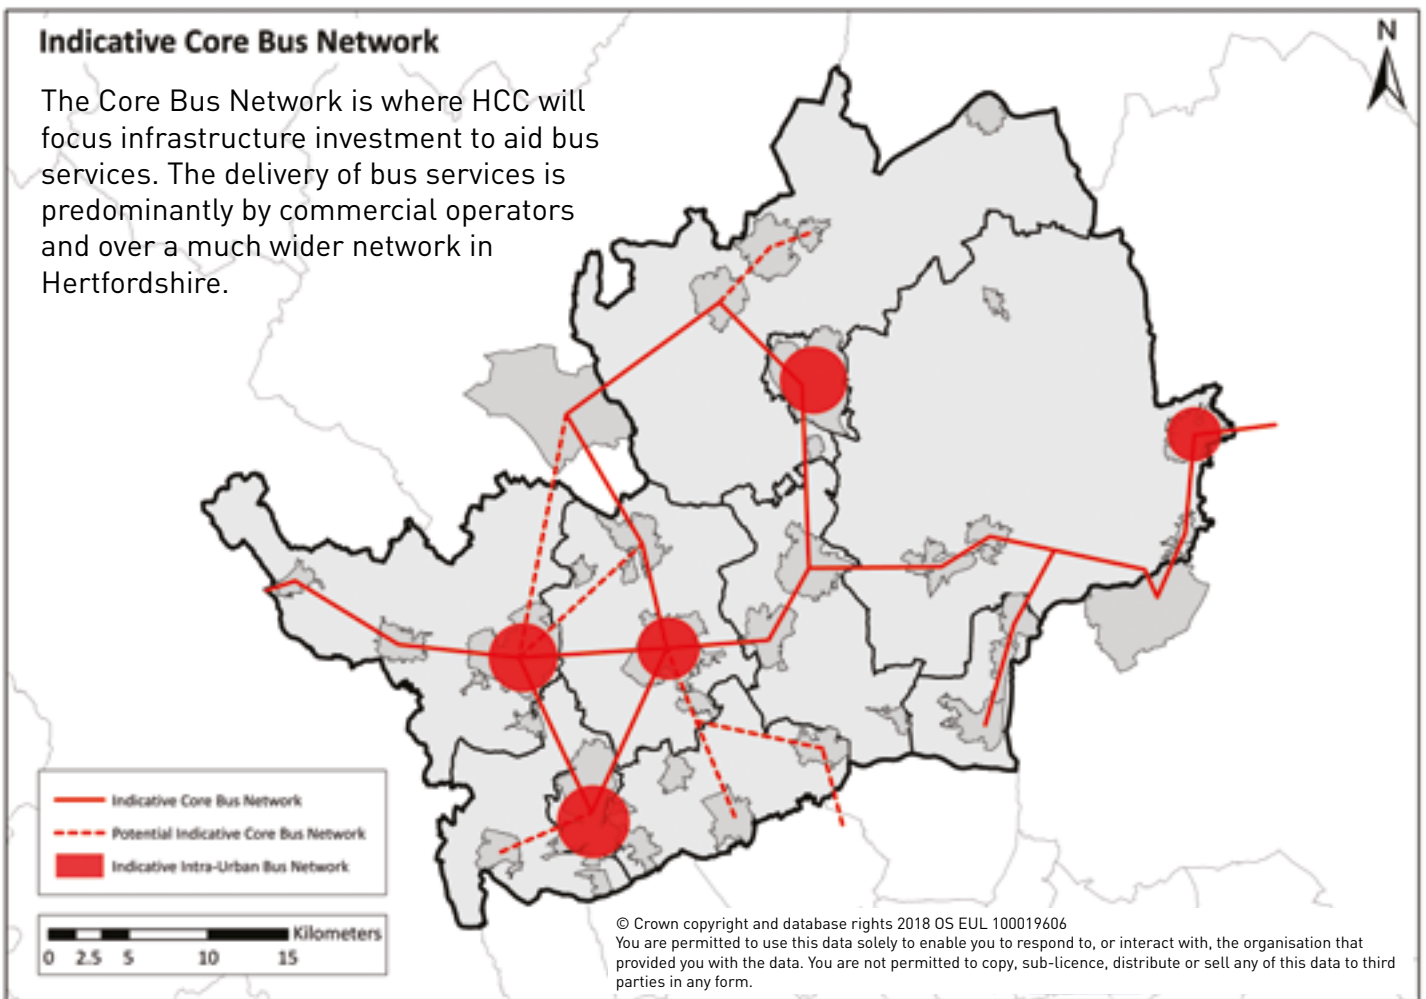 Indicative Core Bus Network
N
The Core Bus Network is where HCC will
focus infrastructure investment to aid bus
services. The delivery of bus services is
predominantly by commercial operators
and over a much wider network in
Hertfordshire.
Indicative Core Bus Network
Potential Indicative Core Bus Network
Indicative Intra-Urban Bus Network
Kilometers
0 2.5 5 10 15
© Crown copyright and database rights 2018 OS EUL 100019606
You are permitted to use this data solely to enable you to respond to, or interact with, the organisation that
provided you with the data. You are not permitted to copy, sub-licence, distribute or sell any of this data to third
parties in any form.